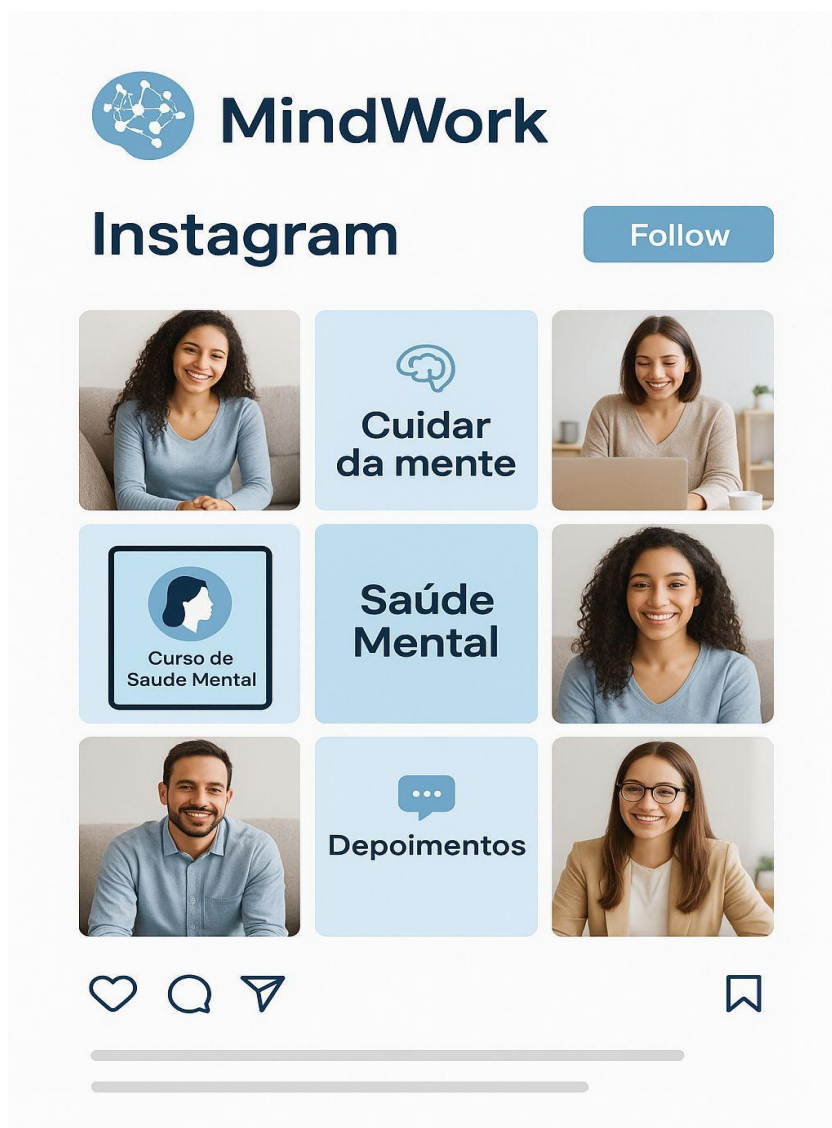 MindWork
Instagram
Follow
Cuidar
da mente
Curso de
Saude Mental
Saúde
Mental
Depoimentos